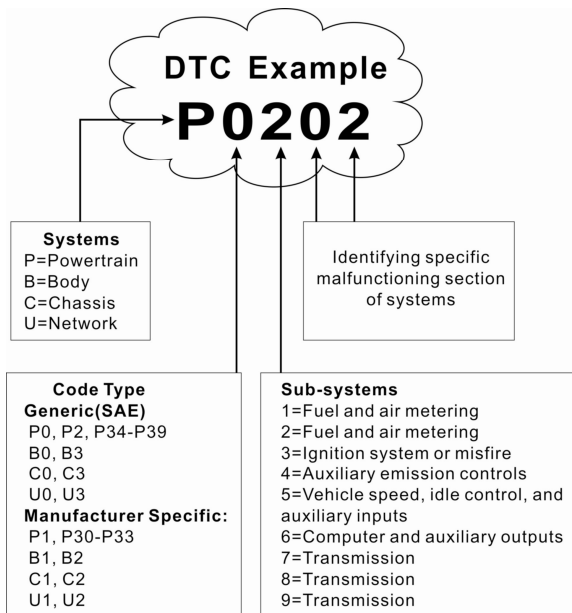 DTC Example
P0202
Systems
P=Powertrain
B=Body
C=Chassis
U=Network
Identifying specific
malfunctioning section
of systems
Code Type
Generic(SAE)
P0, P2, P34-P39
B0, B3
C0, C3
U0, U3
Manufacturer Specific:
P1, P30-P33
B1, B2
C1, C2
U1, U2
Sub-systems
1=Fuel and air metering
2=Fuel and air metering
3=Ignition system or misfire
4=Auxiliary emission controls
5=Vehicle speed, idle control, and
auxiliary inputs
6=Computer and auxiliary outputs
7=Transmission
8=Transmission
9=Transmission